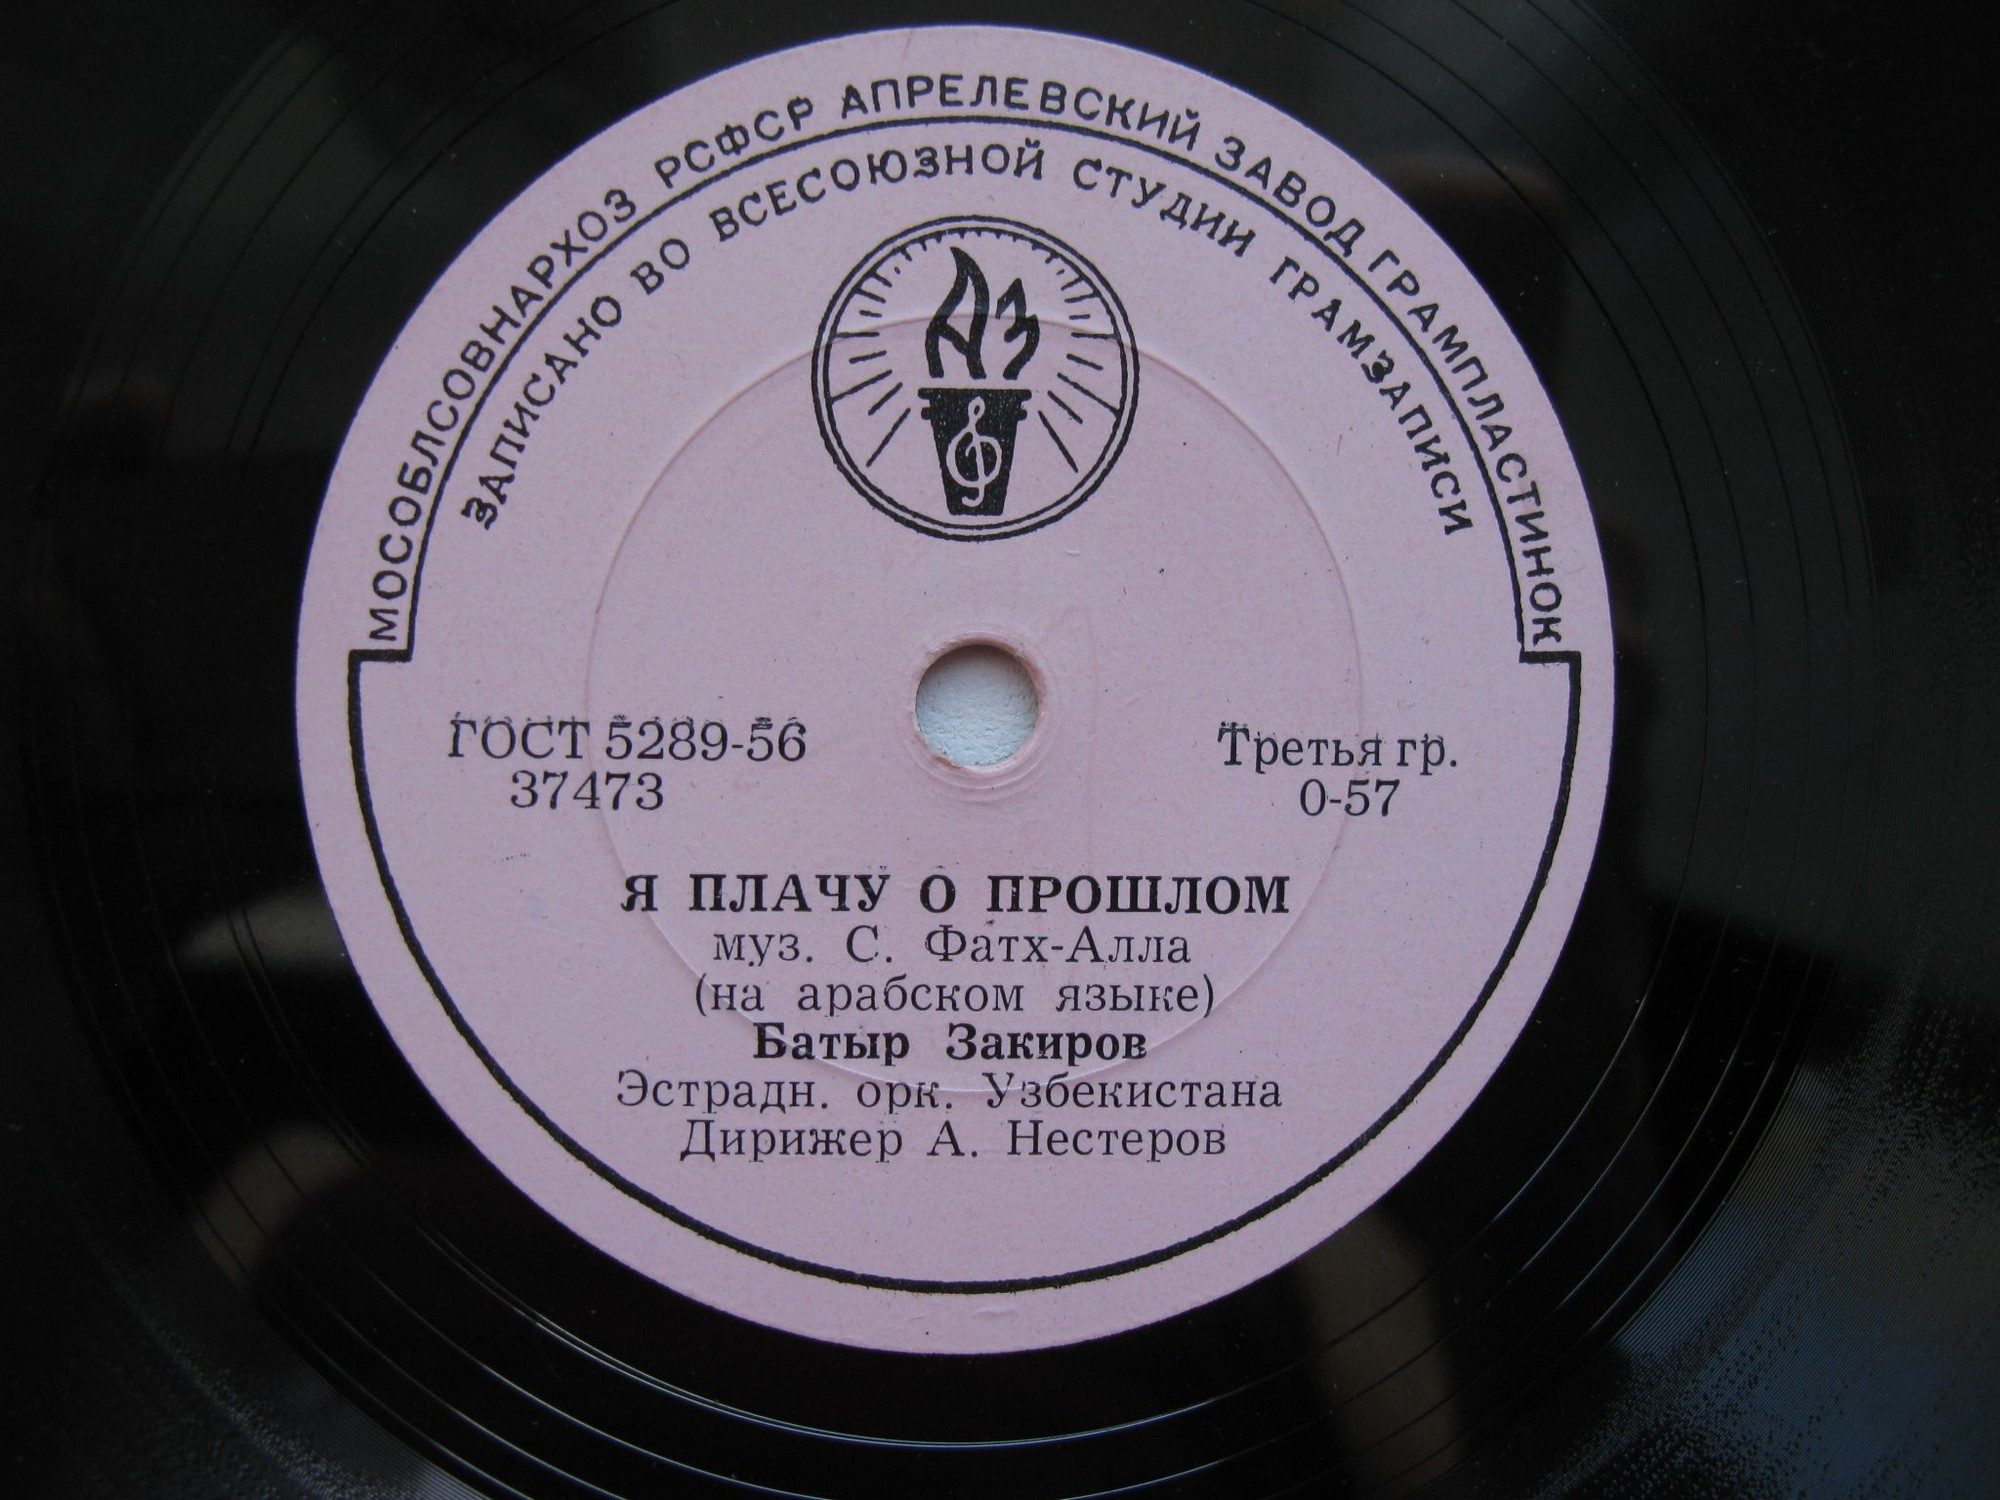 МОСОБЛСОВНАРХОЗ РСФСР АПРЕЛЕВСКИЙ ЗАВОД ГРАМПЛАСТИНОК
ЗАПИСАНО ВО ВСЕСОЮЗНОЙ СТУДИИ ГРАМЗАПИСИ
АЗ
ГОСТ 5289-56
37473
Третья гр.
0-57
Я ПЛАЧУ О ПРОШЛОМ
муз. С. Фатх-Алла
(на арабском языке)
Батыр Закиров
Эстрадн. орк. Узбекистана
Дирижер А. Нестеров